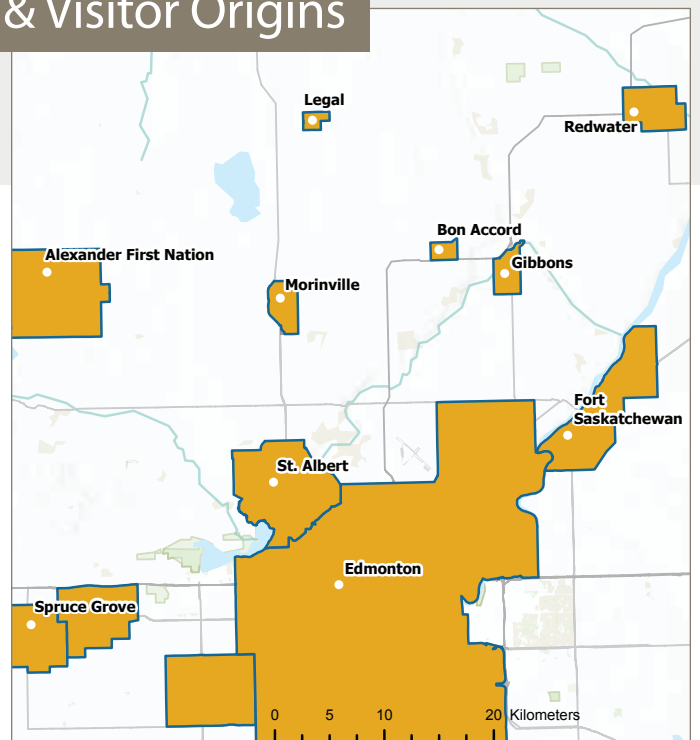 & Visitor Origins
Legal
Redwater
Bon Accord
Alexander First Nation
Gibbons
Morinville
Fort
Saskatchewan
St. Albert
Edmonton
Spruce Grove
0 5 10 20 Kilometers